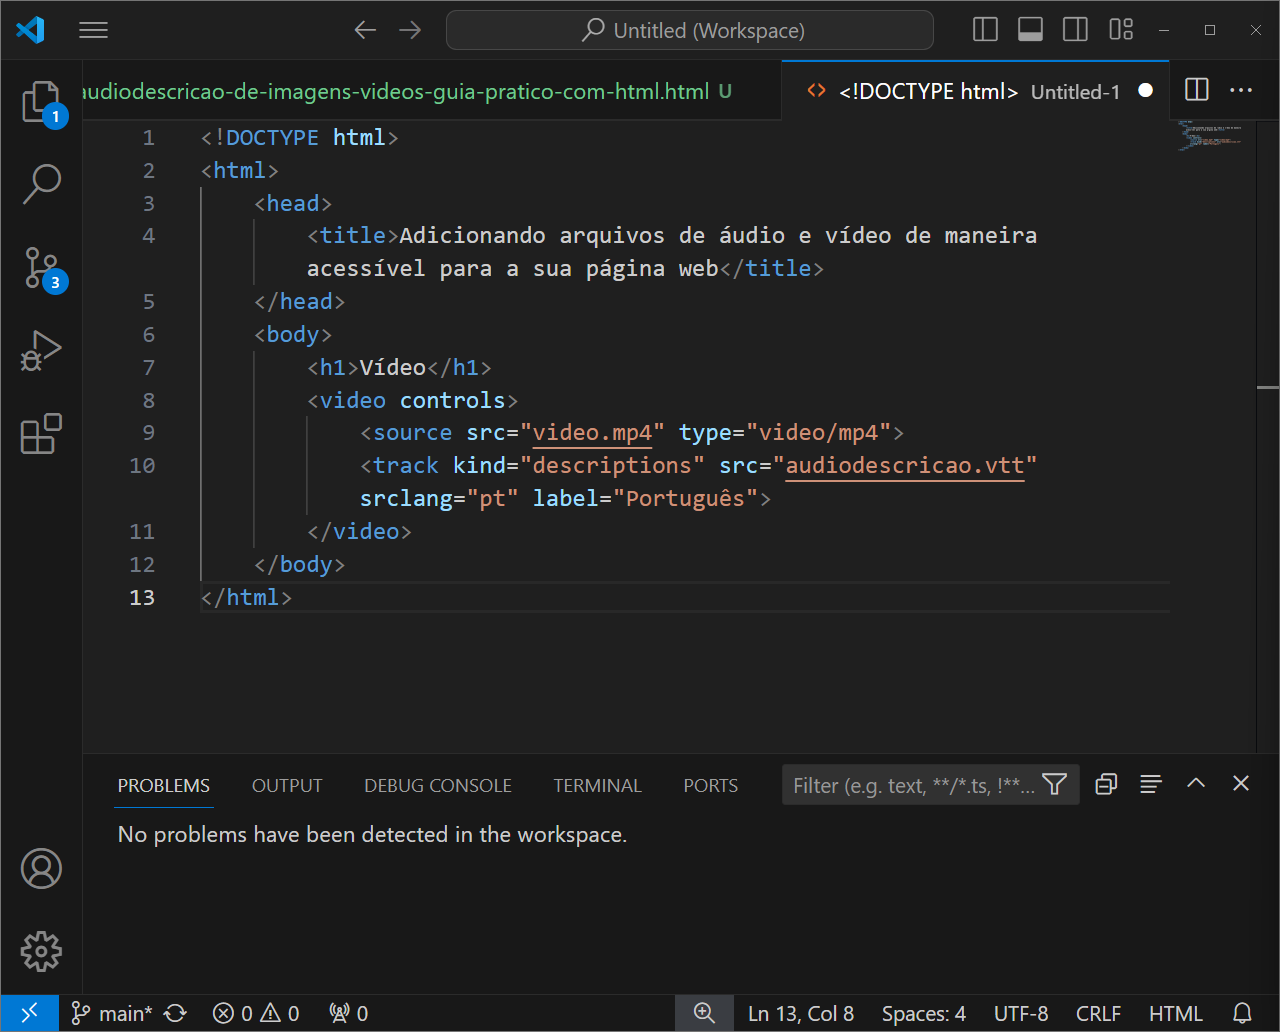 Untitled (Workspace)
audiodescricao-de-imagens-videos-guia-pratico-com-html.html U
<!DOCTYPE html> Untitled-1
1 <!DOCTYPE html>
2 <html>
3 <head>
4 <title>Adicionando arquivos de áudio e vídeo de maneira
acessível para a sua página web</title>
5 </head>
6 <body>
7 <h1>Vídeo</h1>
8 <video controls>
9 <source src="video.mp4" type="video/mp4">
10 <track kind="descriptions" src="audiodescricao.vtt"
srclang="pt" label="Português">
11 </video>
12 </body>
13 </html>
1
3
PROBLEMS OUTPUT DEBUG CONSOLE TERMINAL PORTS Filter (e.g. text, **/*.ts, !**...
No problems have been detected in the workspace.
main* 0 0 0 Ln 13, Col 8 Spaces: 4 UTF-8 CRLF HTML